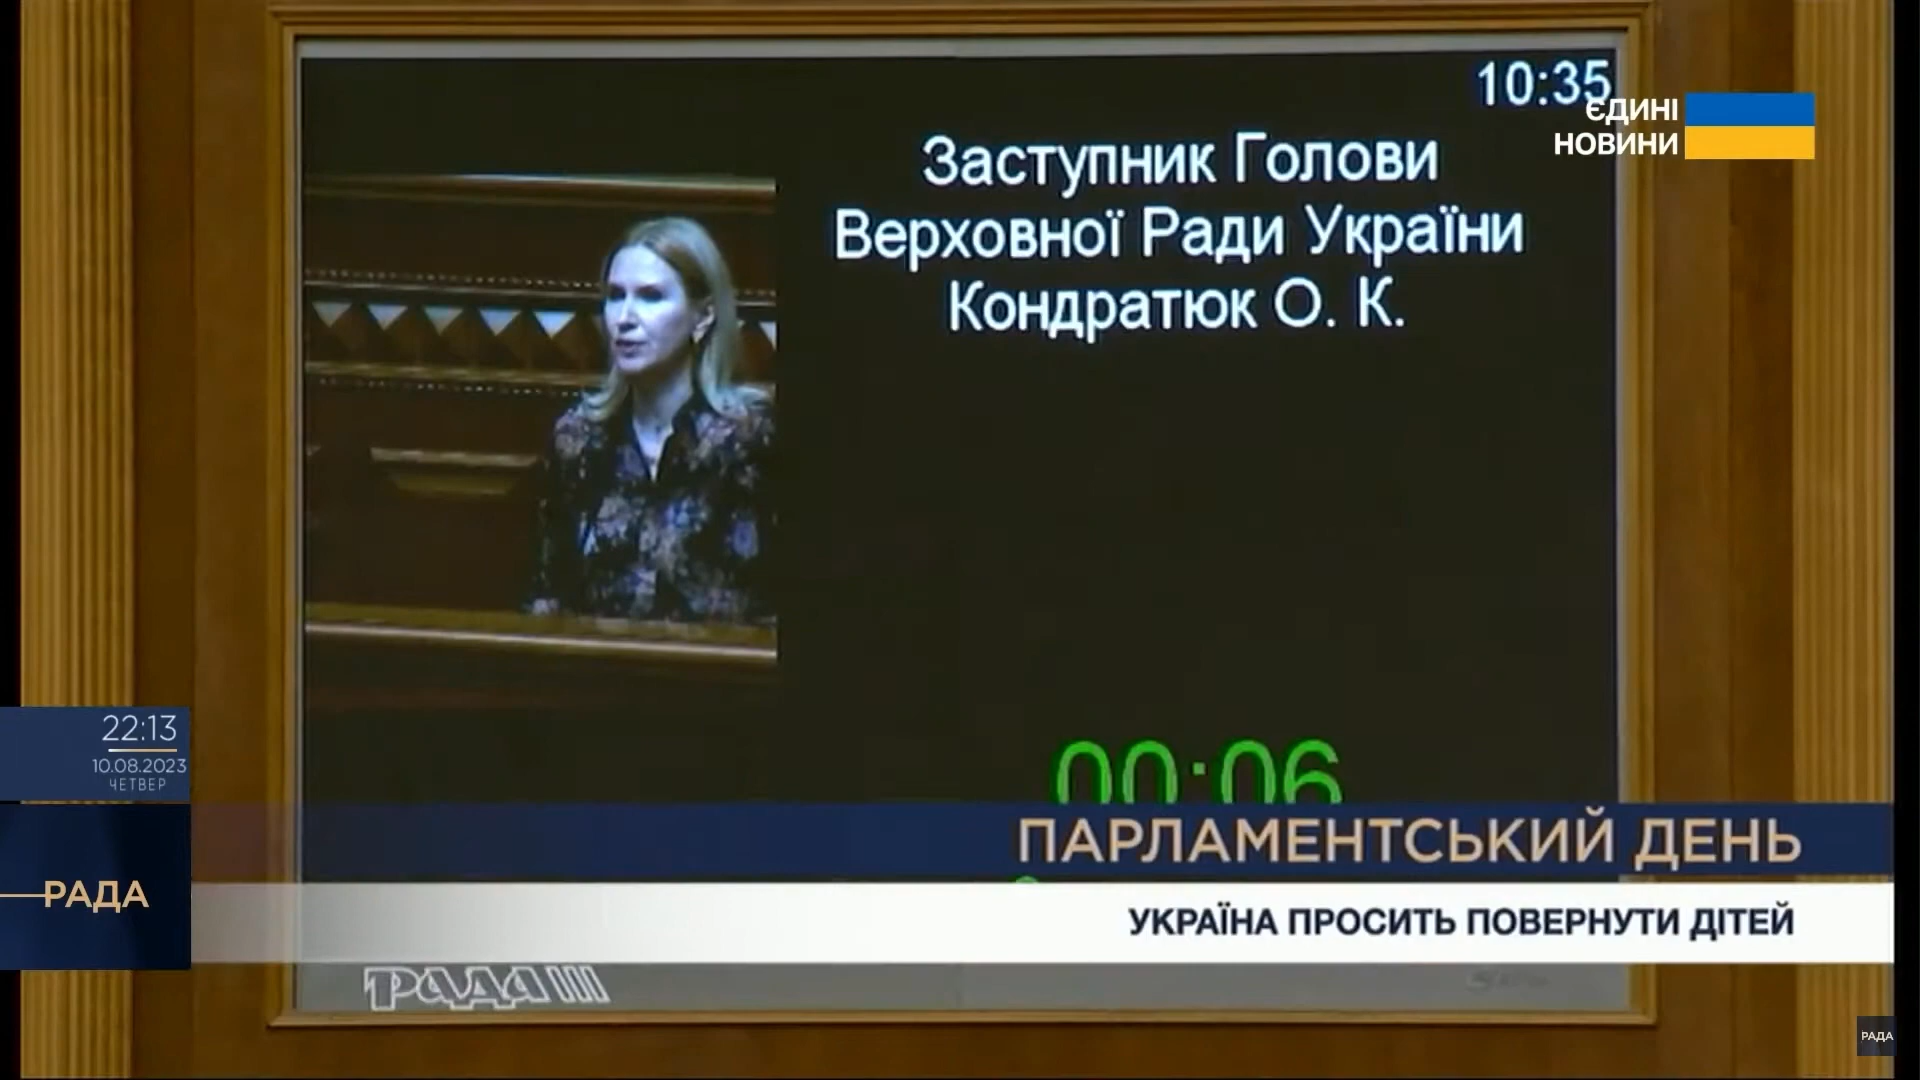 10:35
ЄДИНІ
НОВИНИ
Заступник Голови
Верховної Ради України
Кондратюк О. К.
22:13
10.08.2023
ЧЕТВЕР
00:06
ПАРЛАМЕНТСЬКИЙ ДЕНЬ
РАДА
УКРАЇНА ПРОСИТЬ ПОВЕРНУТИ ДІТЕЙ
РАДА III
РАДА